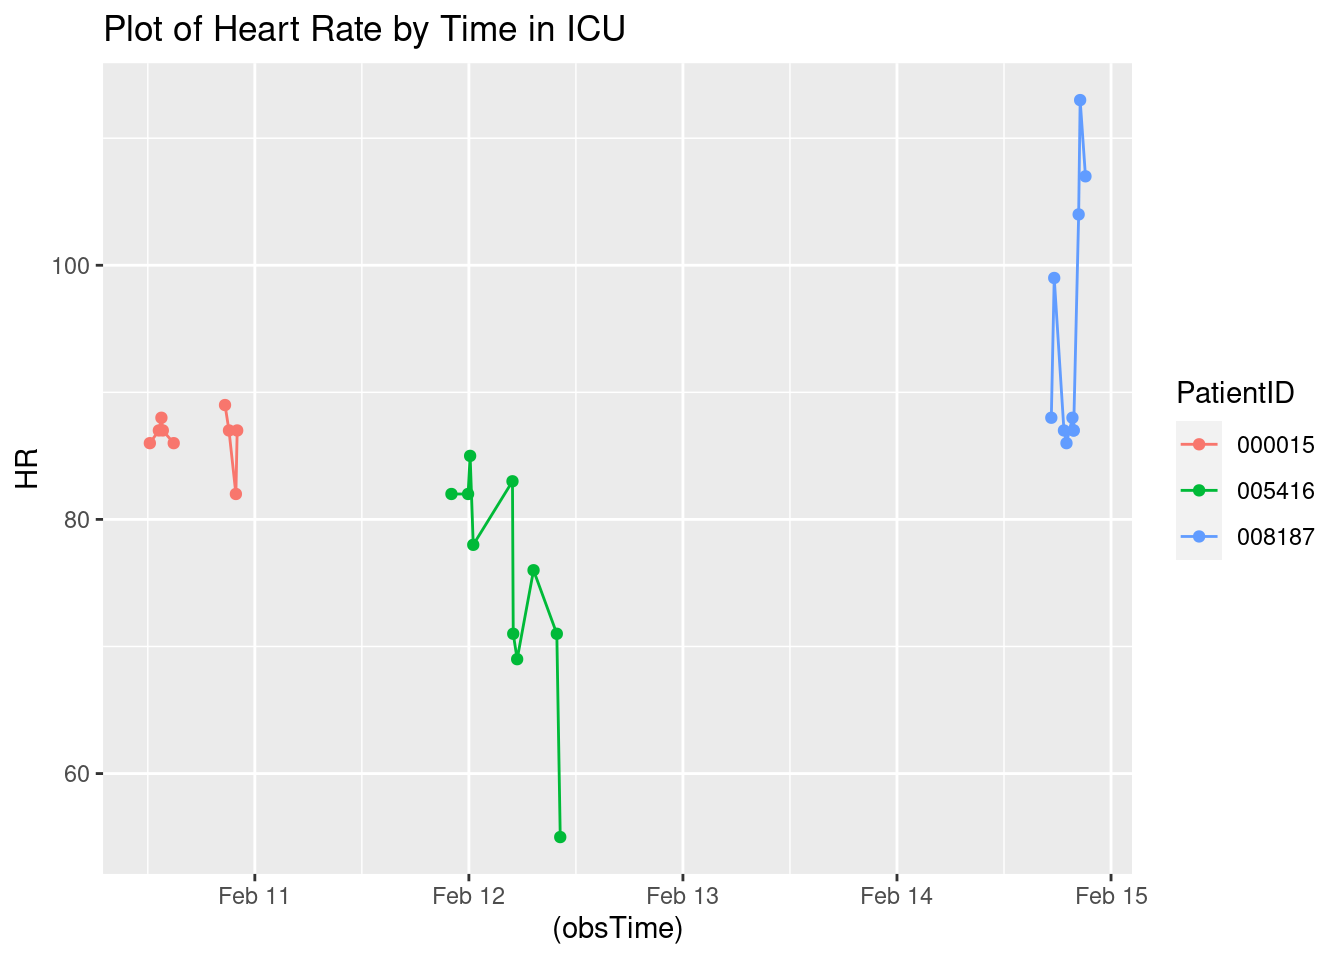 Plot of Heart Rate by Time in ICU
HR
100
80
60
Feb 11 Feb 12 Feb 13 Feb 14 Feb 15
(obsTime)
PatientID
000015
005416
008187